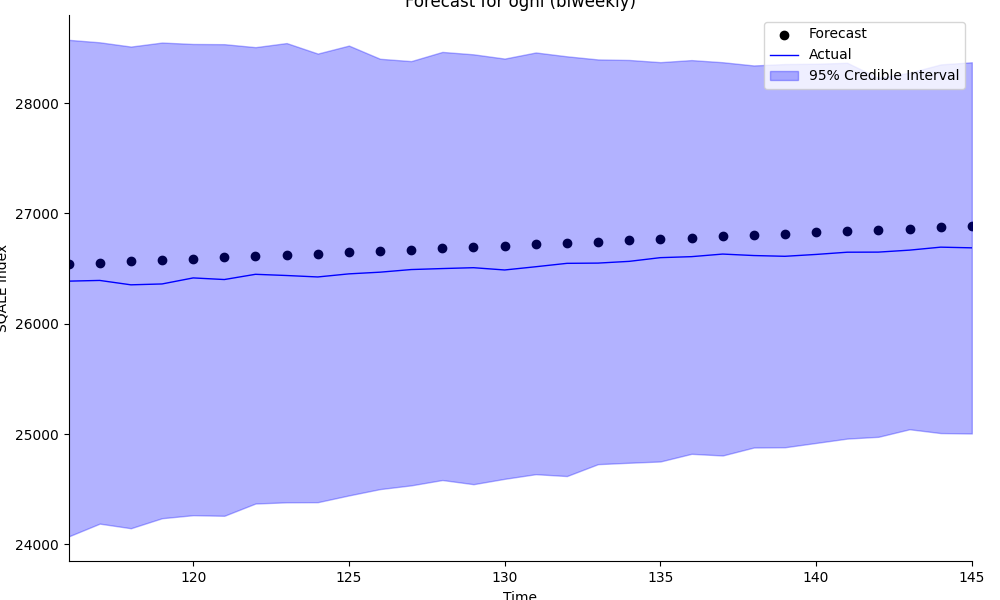 Forecast for ogni (biweekly)
Forecast
Actual
95% Credible Interval
28000
27000
26000
25000
24000
SQALE Index
120
125
130
135
140
145
Time